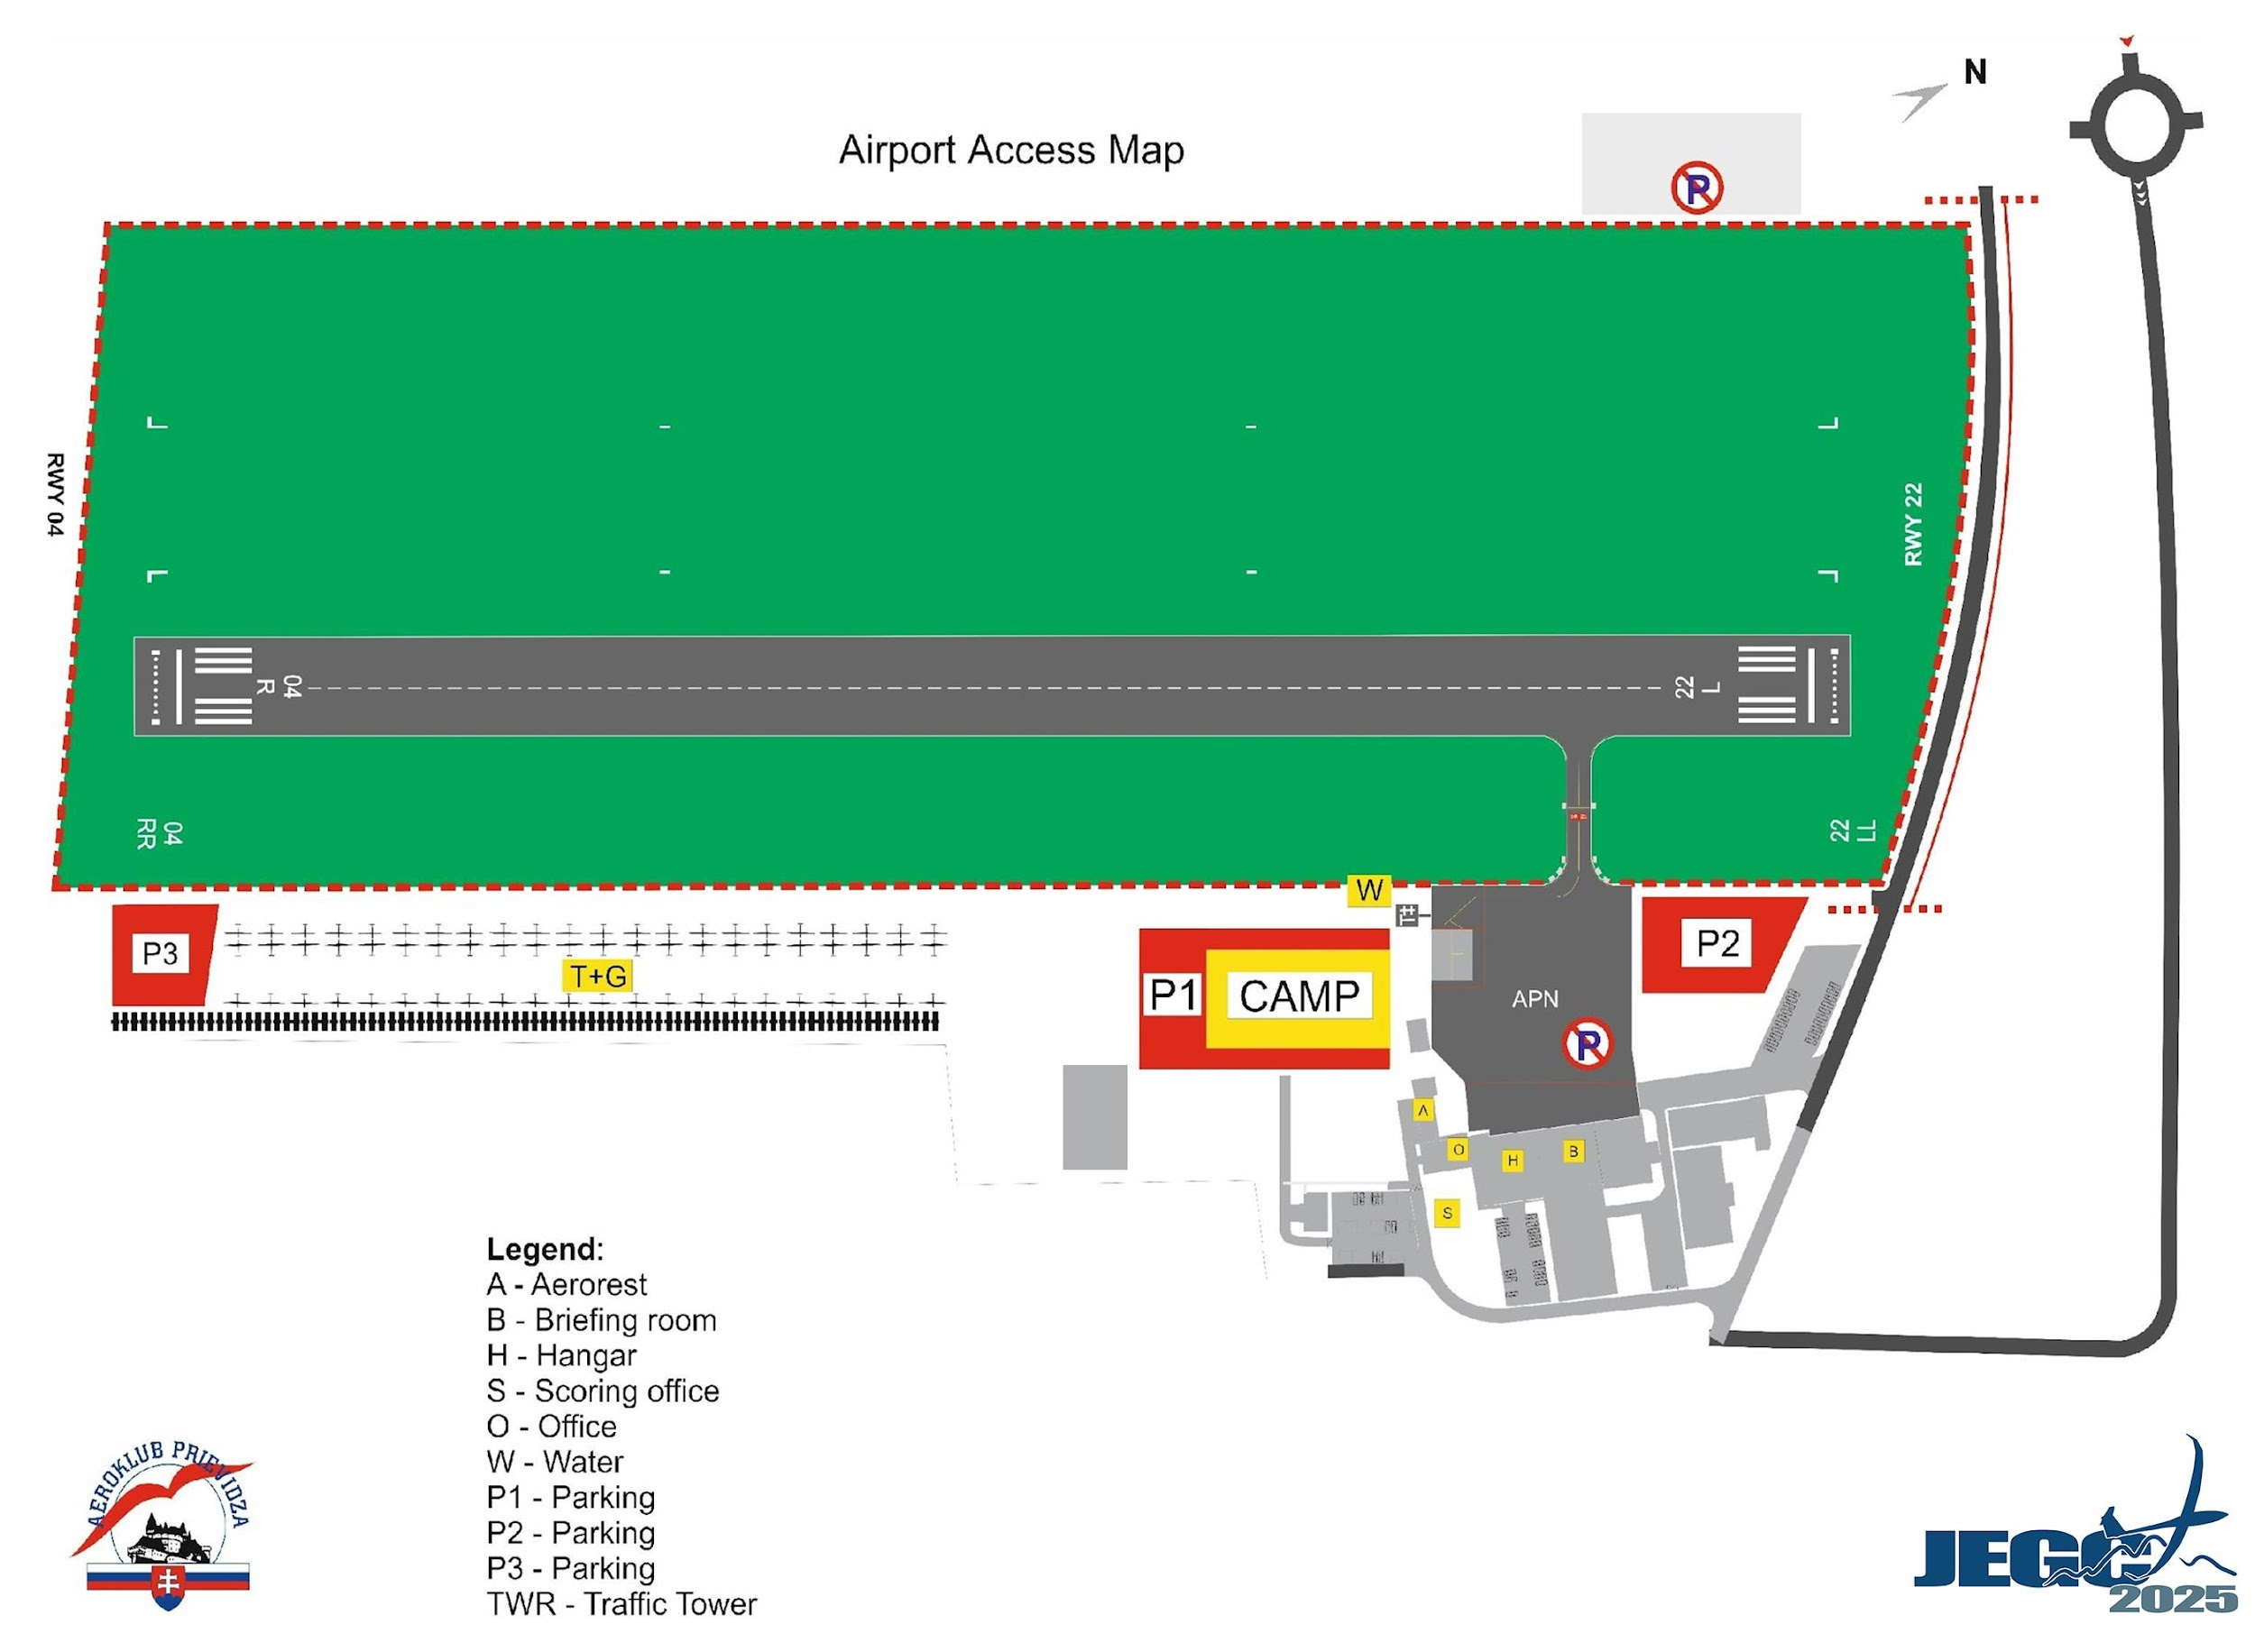 N
Airport Access Map
P
RWY 04
RWY 22
04
R
22
L
04
RR
22
LL
W
P3
T+G
P1
CAMP
APN
P
P2
A
O
H
B
S
Legend:
A - Aerorest
B - Briefing room
H - Hangar
S - Scoring office
O - Office
W - Water
P1 - Parking
P2 - Parking
P3 - Parking
TWR - Traffic Tower
AEROKLUB PRIEVIDZA
JEGC
2025